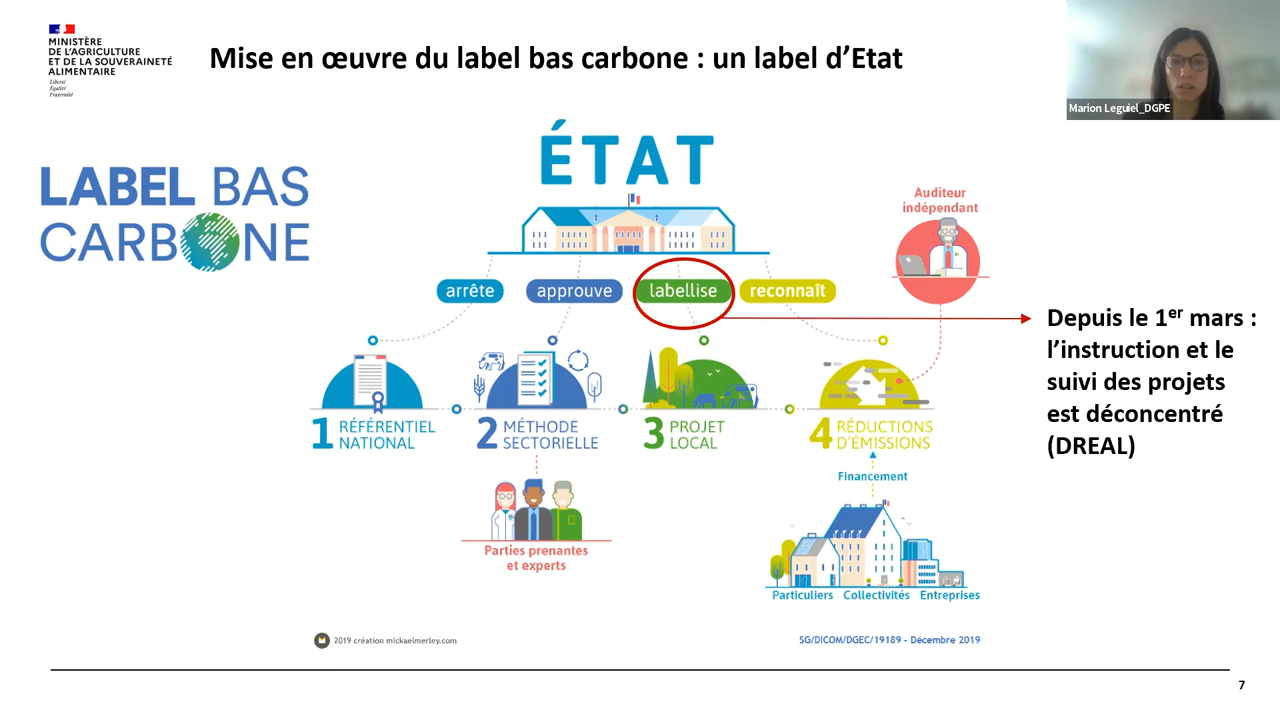 MINISTÈRE
DE L'AGRICULTURE
ET DE LA SOUVERAINETÉ
ALIMENTAIRE
Liberté
Égalité
Fraternité
Mise en œuvre du label bas carbone : un label d'Etat
Marion Leguiel_DGPE
LABEL BAS
CARBONE
ÉTAT
Auditeur
indépendant
arrête
approuve
labellise
reconnaît
Depuis le 1er mars :
l'instruction et le
suivi des projets
est déconcentré
(DREAL)
1 RÉFÉRENTIEL
NATIONAL
2 MÉTHODE
SECTORIELLE
3 PROJET
LOCAL
4 RÉDUCTIONS
D'ÉMISSIONS
Financement
Parties prenantes
et experts
Particuliers
Collectivités
Entreprises
2019 création mickaelmerley.com
SG/DICOM/DGEC/19189 - Décembre 2019
7